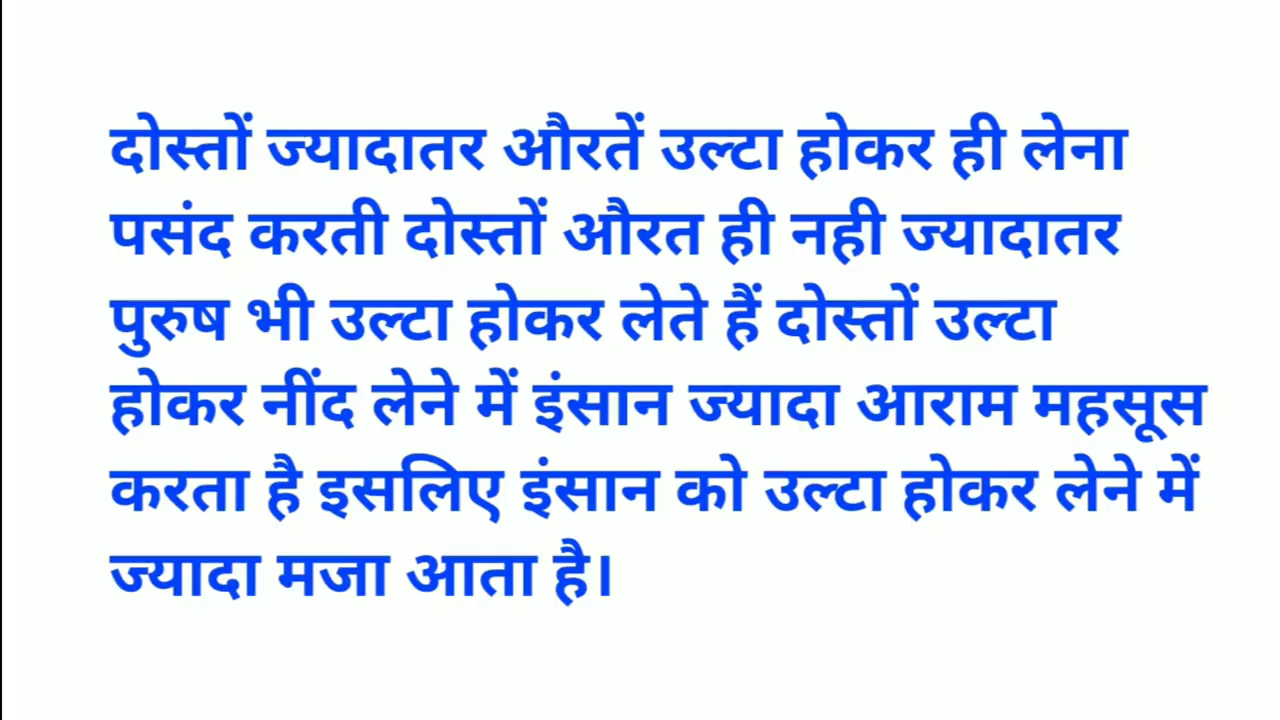 दोस्तों ज्यादातर औरतें उल्टा होकर ही लेना
पसंद करती दोस्तों औरत ही नही ज्यादातर
पुरुष भी उल्टा होकर लेते हैं दोस्तों उल्टा
होकर नींद लेने में इंसान ज्यादा आराम महसूस
करता है इसलिए इंसान को उल्टा होकर लेने में
ज्यादा मजा आता है।